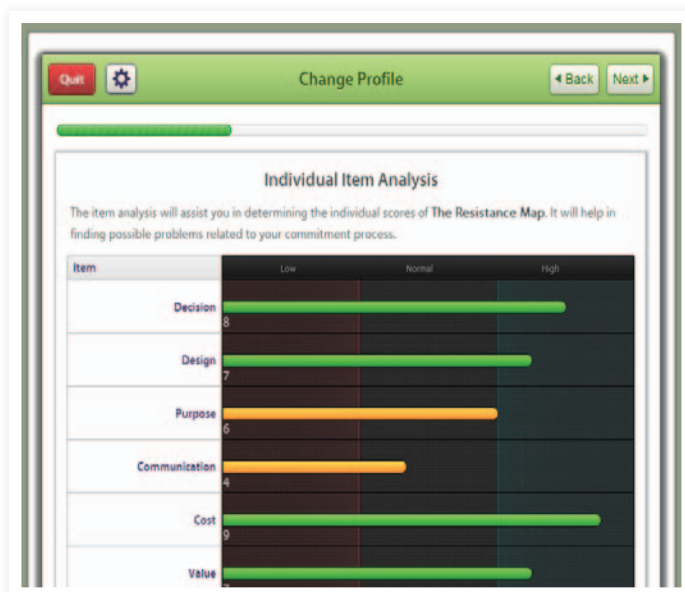 Quit
Change Profile
Back
Next
Individual Item Analysis
The item analysis will assist you in determining the individual scores of The Resistance Map. It will help in
finding possible problems related to your commitment process.
Item Low Normal High
Decision
8
Design
7
Purpose
6
Communication
4
Cost
9
Value